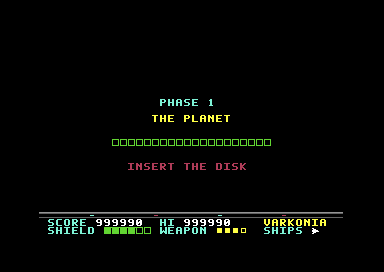 PHASE 1
THE PLANET
INSERT THE DISK
SCORE 999990 HI 999990 VARKONIA
SHIELD WEAPON SHIPS